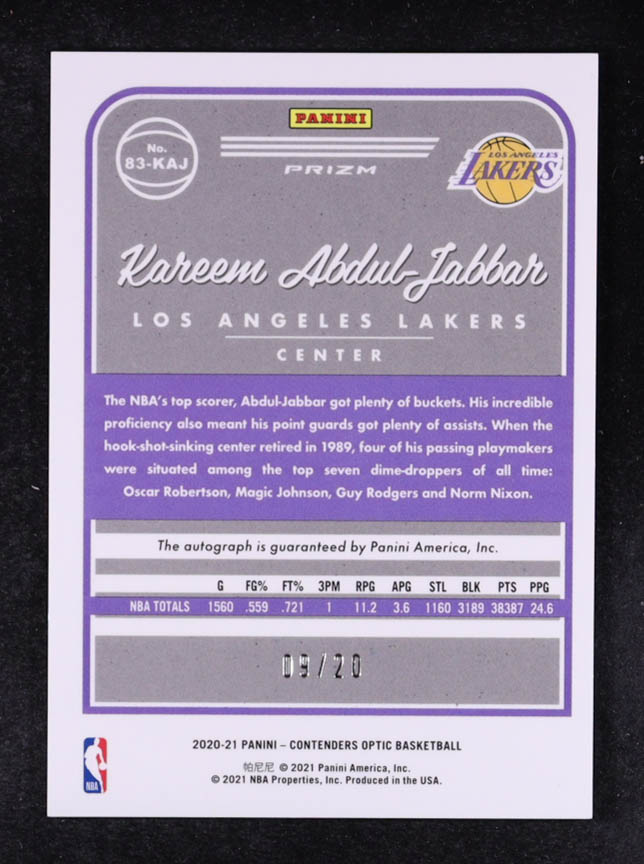 PANINI
No.
83-KAJ
PRIZM
LOS ANGELES
LAKERS
Kareem Abdul-Jabbar
LOS ANGELES LAKERS
CENTER
The NBA's top scorer, Abdul-Jabbar got plenty of buckets. His incredible
proficiency also meant his point guards got plenty of assists. When the
hook-shot-sinking center retired in 1989, four of his passing playmakers
were situated among the top seven dime-droppers of all time:
Oscar Robertson, Magic Johnson, Guy Rodgers and Norm Nixon.
The autograph is guaranteed by Panini America, Inc.
G FG% FT% 3PM RPG APG STL BLK PTS PPG
NBA TOTALS 1560 .559 .721 1 11.2 3.6 1160 3189 38387 24.6
09/20
2020-21 PANINI – CONTENDERS OPTIC BASKETBALL
帕尼尼 © 2021 Panini America, Inc.
© 2021 NBA Properties, Inc. Produced in the USA.
NBA